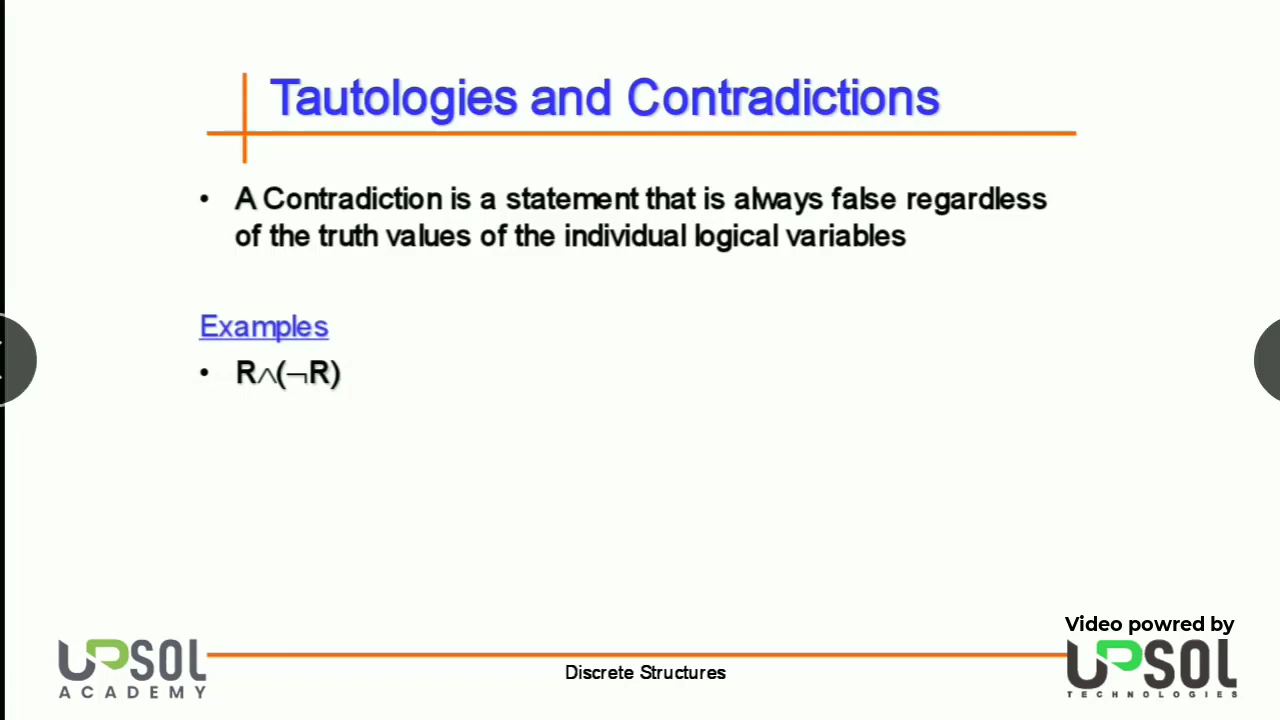 Tautologies and Contradictions
• A Contradiction is a statement that is always false regardless
of the truth values of the individual logical variables
Examples
• R∧(¬R)
Video powred by
UPSOL
ACADEMY
Discrete Structures
UPSOL
TECHNOLOGIES